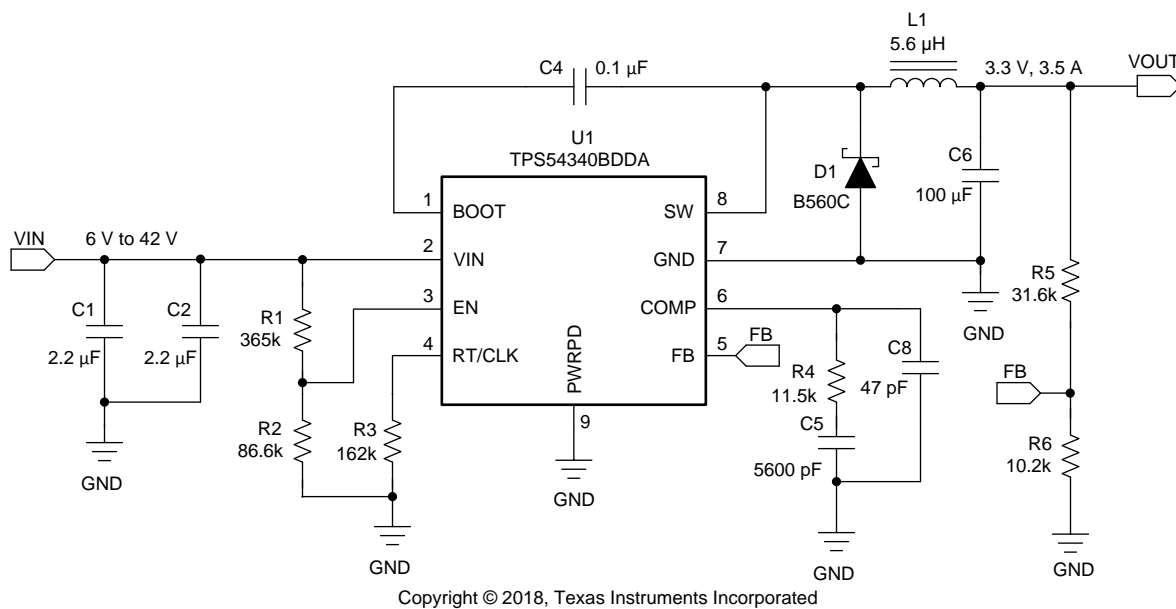 L1
5.6 µH
C4
0.1 µF
3.3 V, 3.5 A
VOUT
U1
TPS54340BDDA
D1
B560C
C6
100 µF
1
BOOT
SW
8
VIN
6 V to 42 V
2
VIN
GND
7
3
EN
COMP
6
4
RT/CLK
FB
5
FB
PWRPD
9
C1
2.2 µF
C2
2.2 µF
R1
365k
R2
86.6k
R3
162k
R4
11.5k
C8
47 pF
C5
5600 pF
R5
31.6k
FB
R6
10.2k
GND
GND
GND
GND
GND
GND
Copyright © 2018, Texas Instruments Incorporated